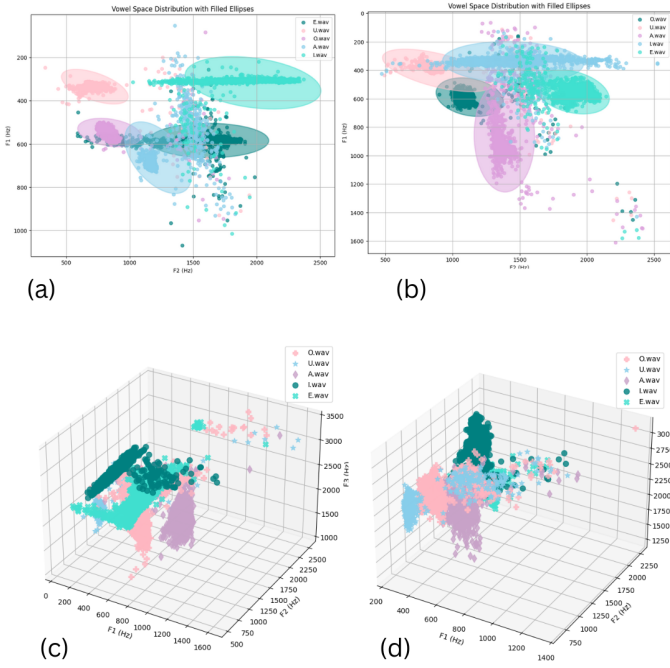 Vowel Space Distribution with Filled Ellipses
E.wav
U.wav
O.wav
A.wav
I.wav
200
400
600
800
1000
F1 (Hz)
500
1000
1500
2000
2500
F2 (Hz)
(a)
Vowel Space Distribution with Filled Ellipses
O.wav
U.wav
A.wav
I.wav
E.wav
0
200
400
600
800
1000
1200
1400
1600
F1 (Hz)
500
1000
1500
2000
2500
(b)
O.wav
U.wav
A.wav
I.wav
E.wav
3500
3000
2500
2000
1500
1000
F3 (Hz)
0
200
400
600
800
1000
1200
1400
1600
F1 (Hz)
500
750
1000
1250
1500
1750
2000
2250
2500
F2 (Hz)
(c)
O.wav
U.wav
A.wav
I.wav
E.wav
2750
2500
2250
2000
1750
1500
1250
200
400
600
800
1000
1200
1400
F1 (Hz)
750
1000
1250
1500
1750
2000
2250
2500
F2 (Hz)
(d)